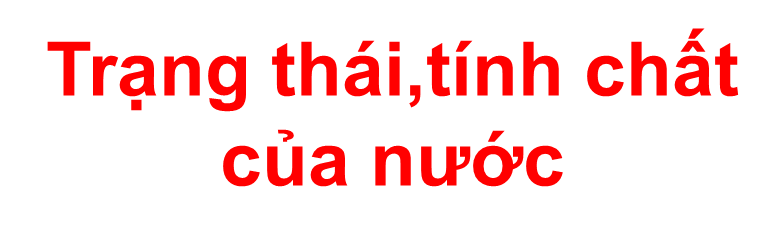 Trạng thái,tính chất
của nước